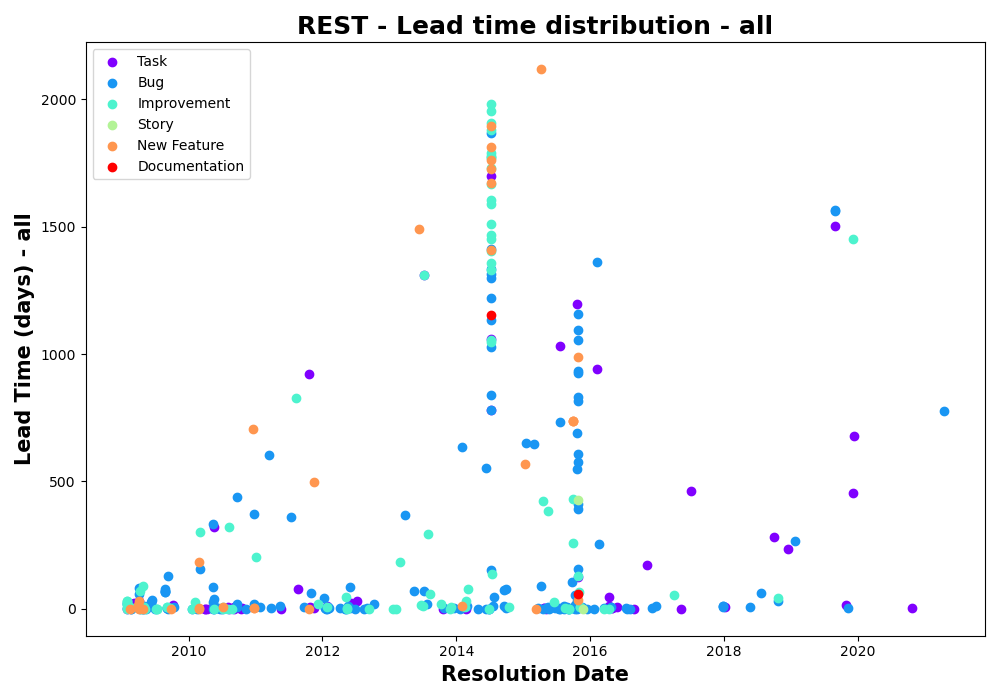 REST - Lead time distribution - all
Task
Bug
Improvement
Story
New Feature
Documentation
2000
1500
1000
500
0
Lead Time (days) - all
2010
2012
2014
2016
2018
2020
Resolution Date